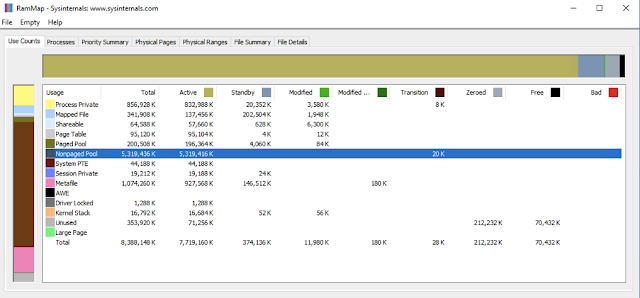 RamMap - Sysinternals: www.sysinternals.com
File Empty Help
Use Counts Processes Priority Summary Physical Pages Physical Ranges File Summary File Details
Usage Total Active Standby Modified Modified ... Transition Zeroed Free Bad
Process Private 856,928 K 832,988 K 20,352 K 3,580 K 8 K
Mapped File 341,908 K 137,456 K 202,504 K 1,948 K
Shareable 64,588 K 57,660 K 628 K 6,300 K
Page Table 95,120 K 95,104 K 4 K 12 K
Paged Pool 200,508 K 196,364 K 4,060 K 84 K
Nonpaged Pool 5,319,436 K 5,319,416 K 20 K
System PTE 44,188 K 44,188 K
Session Private 19,212 K 19,188 K 24 K
Metafile 1,074,260 K 927,568 K 146,512 K 180 K
AWE
Driver Locked 1,288 K 1,288 K
Kernel Stack 16,792 K 16,684 K 52 K 56 K
Unused 353,920 K 71,256 K 212,232 K 70,432 K
Large Page
Total 8,388,148 K 7,719,160 K 374,136 K 11,980 K 180 K 28 K 212,232 K 70,432 K